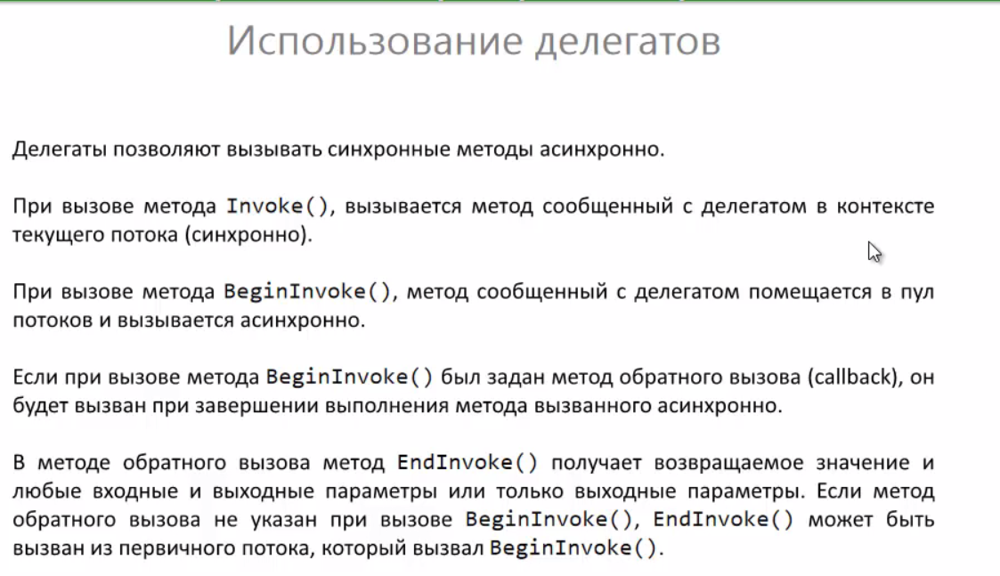 Использование делегатов
Делегаты позволяют вызывать синхронные методы асинхронно.
При вызове метода Invoke(), вызывается метод сообщенный с делегатом в контексте
текущего потока (синхронно).
При вызове метода BeginInvoke(), метод сообщенный с делегатом помещается в пул
потоков и вызывается асинхронно.
Если при вызове метода BeginInvoke() был задан метод обратного вызова (callback), он
будет вызван при завершении выполнения метода вызванного асинхронно.
В методе обратного вызова метод EndInvoke() получает возвращаемое значение и
любые входные и выходные параметры или только выходные параметры. Если метод
обратного вызова не указан при вызове BeginInvoke(), EndInvoke() может быть
вызван из первичного потока, который вызвал BeginInvoke().